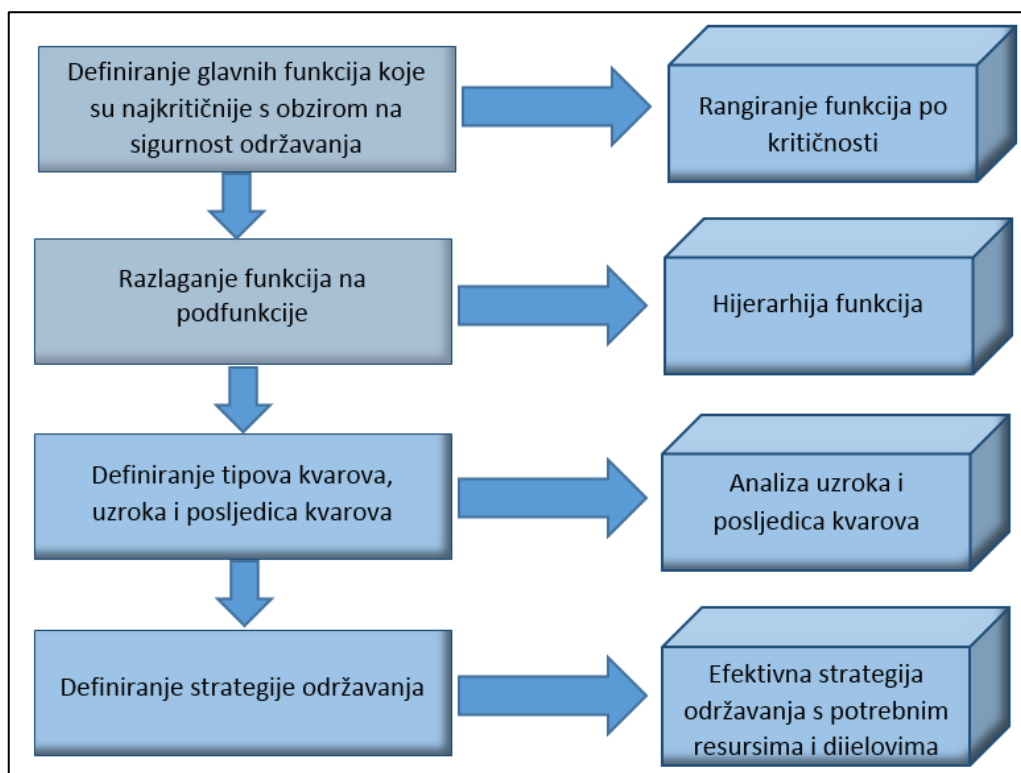 Definiranje glavnih funkcija koje
su najkritičnije s obzirom na
sigurnost održavanja
Rangiranje funkcija po
kritičnosti
Razlaganje funkcija na
podfunkcije
Hijerarhija funkcija
Definiranje tipova kvarova,
uzroka i posljedica kvarova
Analiza uzroka i
posljedica kvarova
Definiranje strategije održavanja
Efektivna strategija
održavanja s potrebnim
resursima i dijelovima